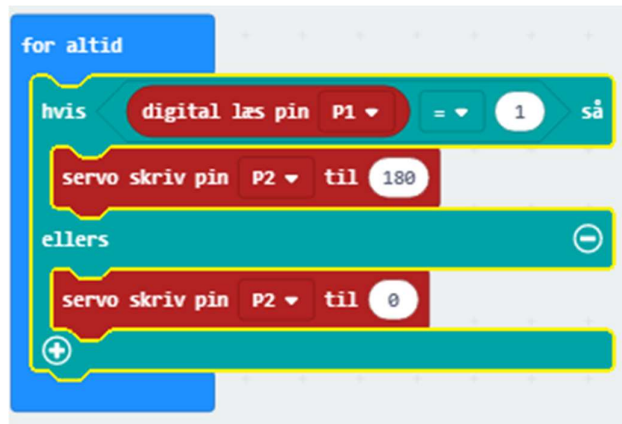 for altid
hvis digital læs pin P1 = 1 så
servo skriv pin P2 til 180
ellers
servo skriv pin P2 til 0